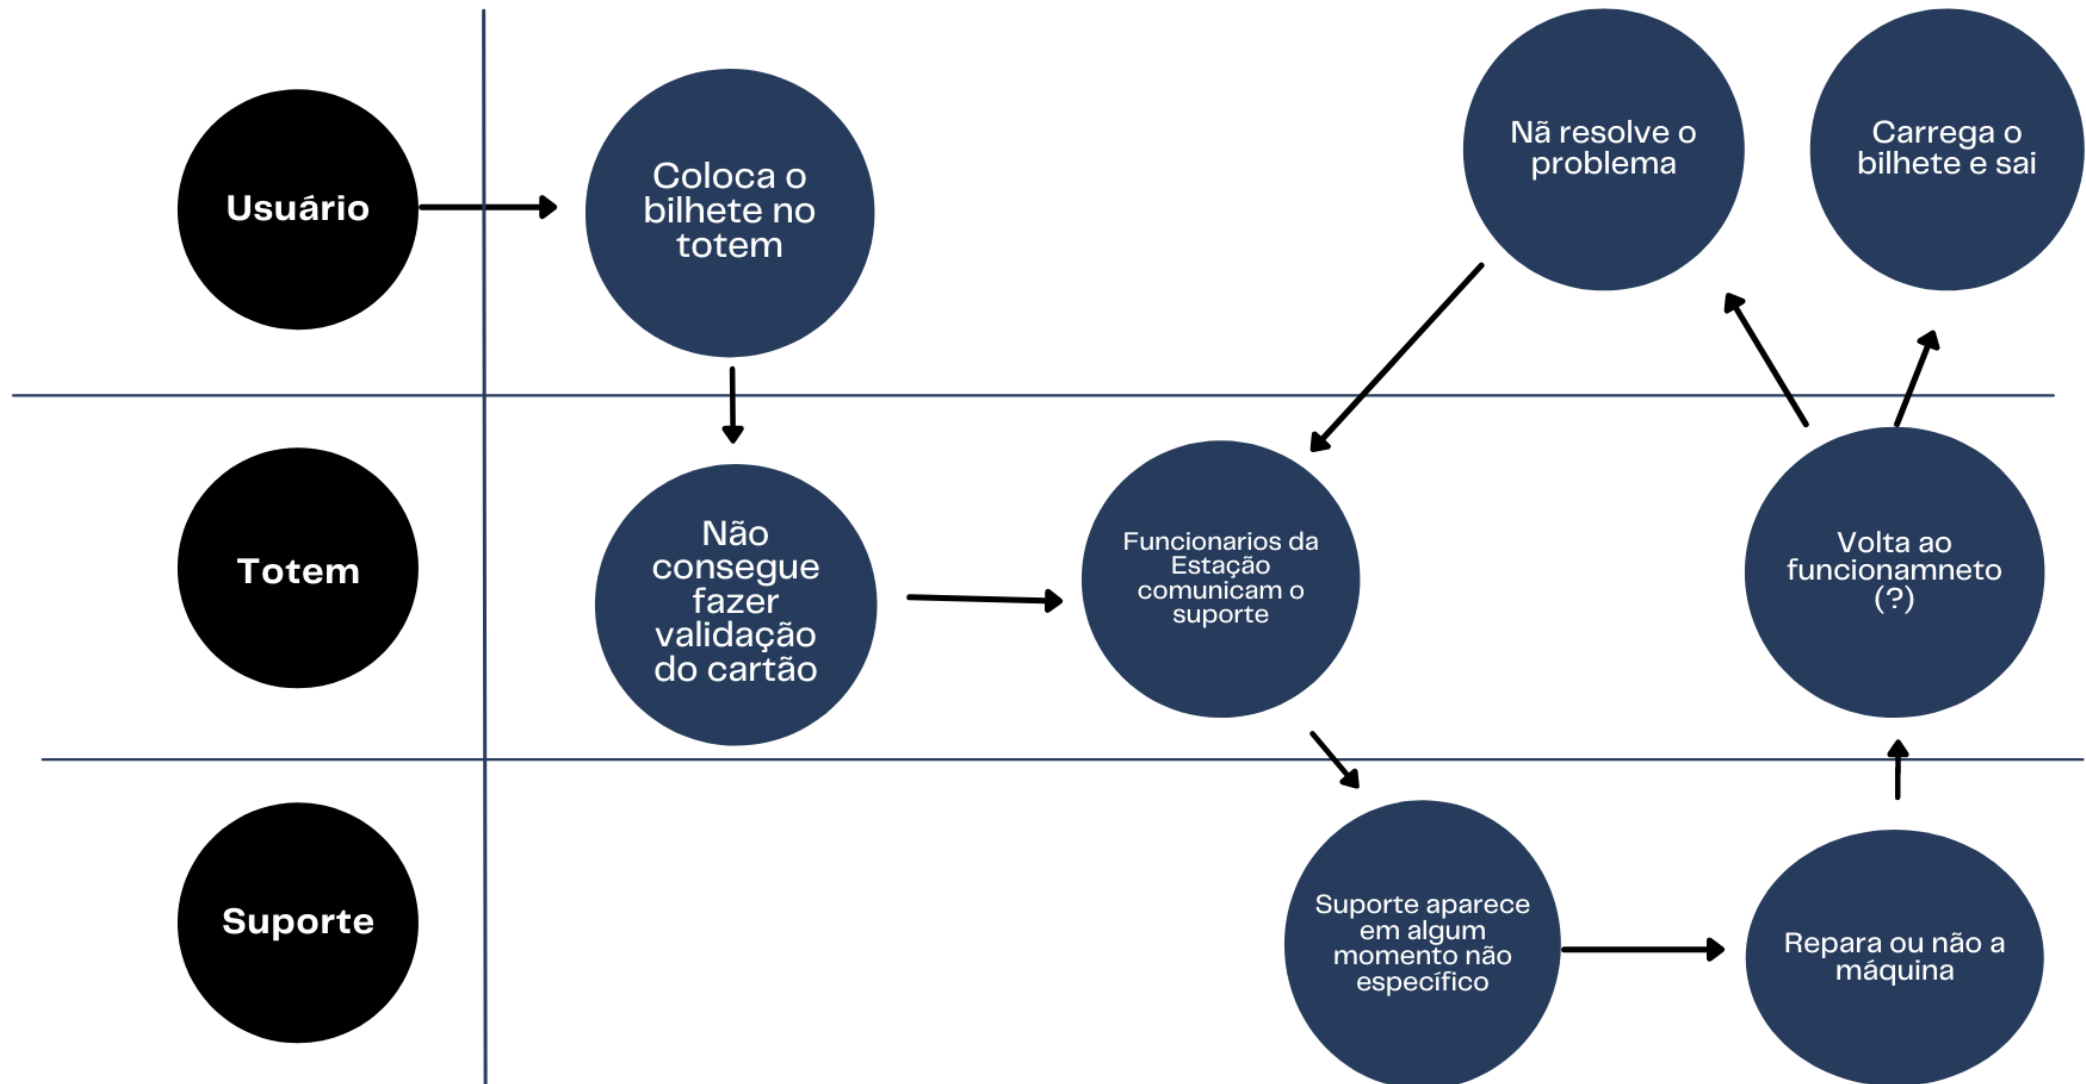 Usuário
Coloca o
bilhete no
totem
Nã resolve o
problema
Carrega o
bilhete e sai
Totem
Não
consegue
fazer
validação
do cartão
Funcionarios da
Estação
comunicam o
suporte
Volta ao
funcionamneto
(?)
Suporte
Suporte aparece
em algum
momento não
específico
Repara ou não a
máquina